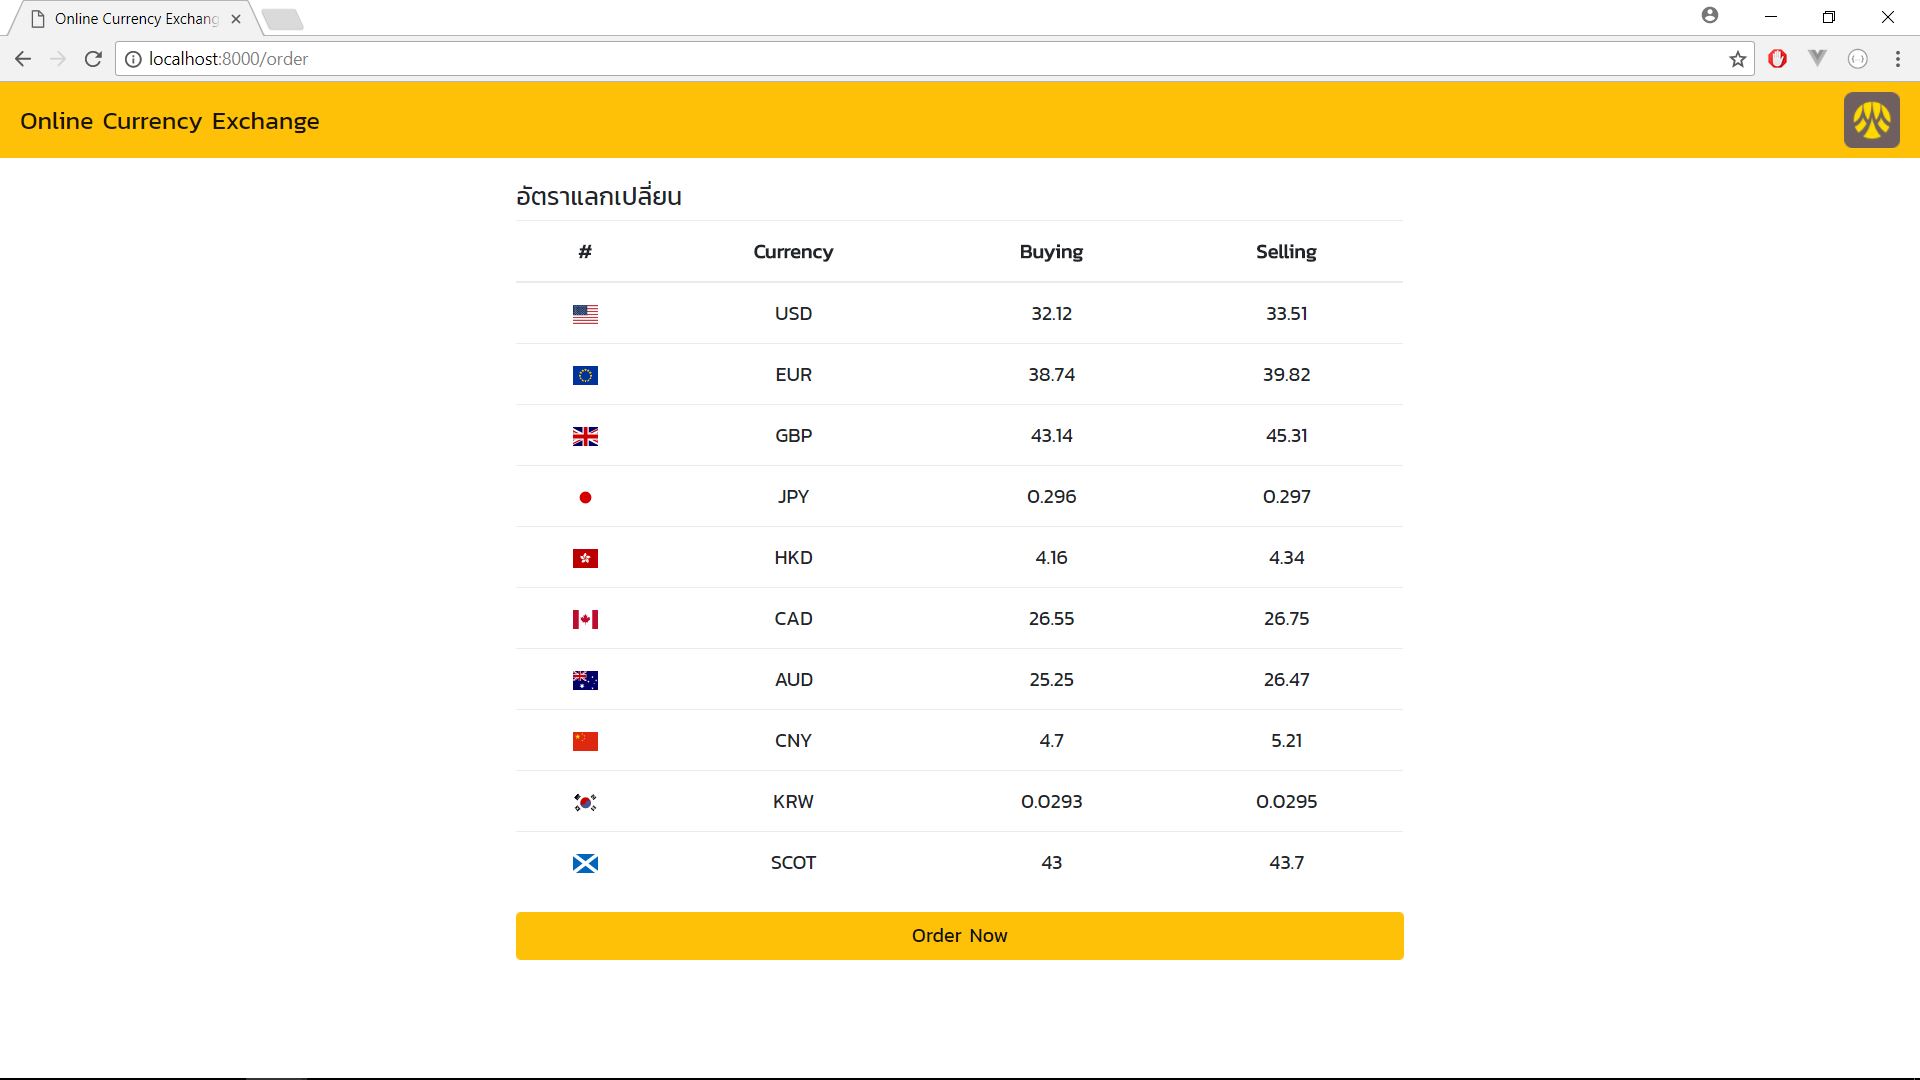 Online Currency Exchang
localhost:8000/order
Online Currency Exchange
อัตราแลกเปลี่ยน
# Currency Buying Selling
USD 32.12 33.51
EUR 38.74 39.82
GBP 43.14 45.31
JPY 0.296 0.297
HKD 4.16 4.34
CAD 26.55 26.75
AUD 25.25 26.47
CNY 4.7 5.21
KRW 0.0293 0.0295
SCOT 43 43.7
Order Now